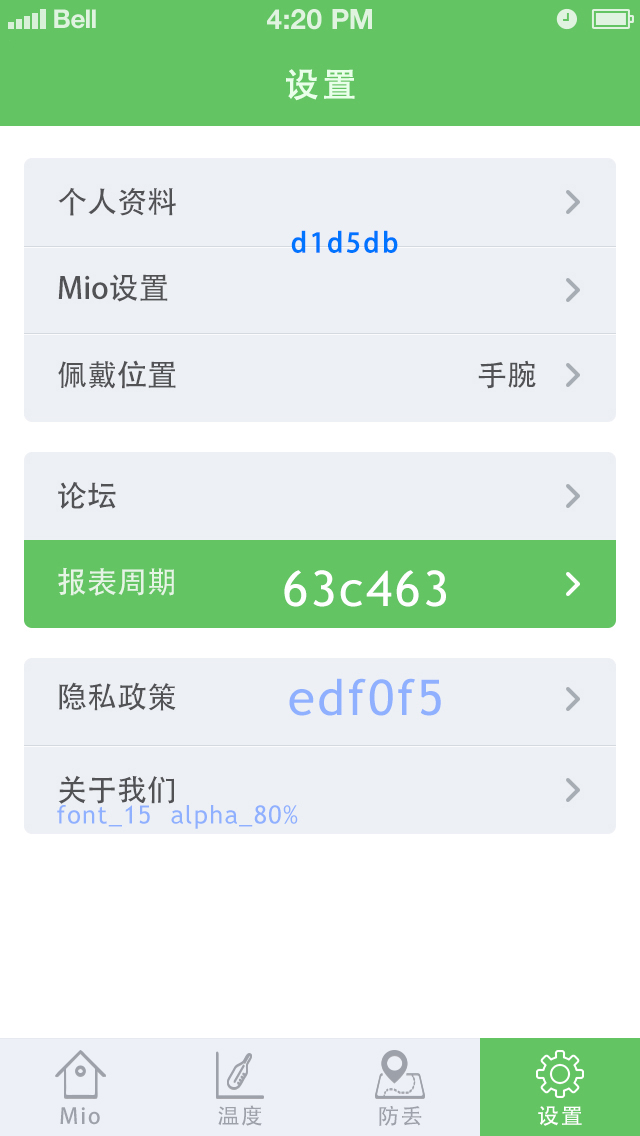 Bell 4:20 PM
设置
个人资料
d1d5db
Mio设置
佩戴位置 手腕
论坛
报表周期 63c463
隐私政策 edf0f5
关于我们
font_15 alpha_80%
Mio 温度 防丢 设置